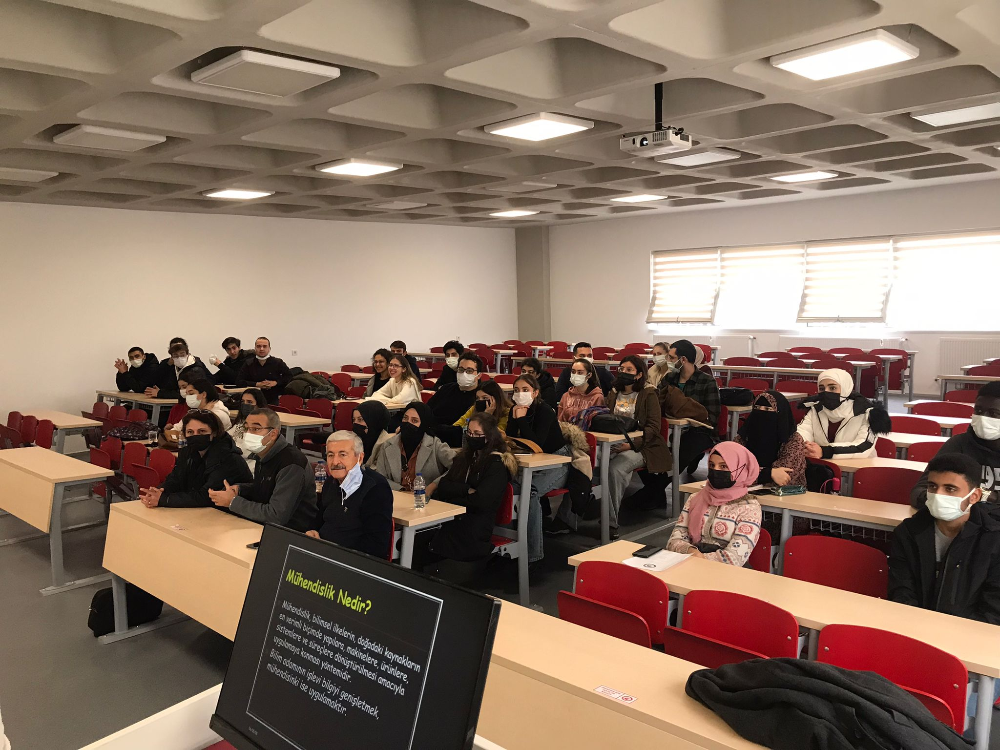 Mühendislik Nedir?
Mühendislik, bilimsel ilkelerin, doğadaki kaynakların
en verimli biçimde yapılara, makinelere, ürünlere,
sistemlere ve süreçlere dönüştürülmesi amacıyla
uygulamaya konması yöntemidir.
Bilim adamının işlevi bilgiyi genişletmek,
mühendisinki ise uygulamaktır.